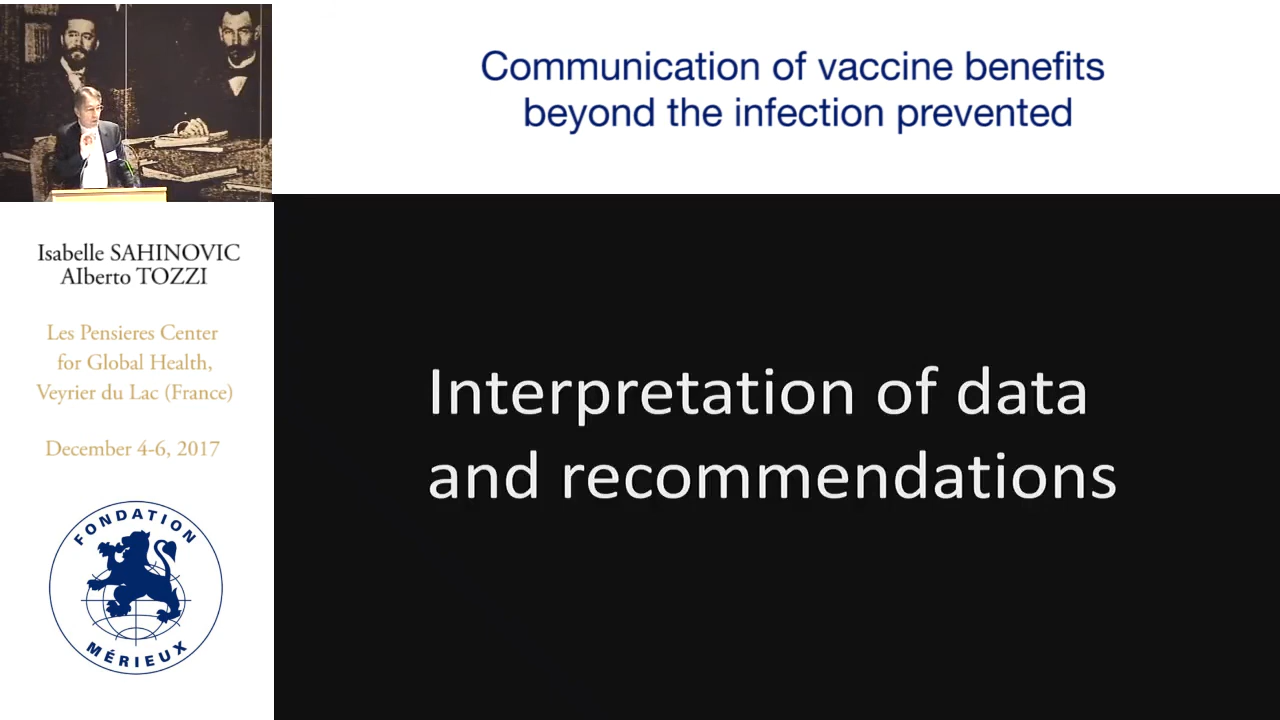 Communication of vaccine benefits
beyond the infection prevented
Isabelle SAHINOVIC
Alberto TOZZI
Les Pensieres Center
for Global Health,
Veyrier du Lac (France)
December 4-6, 2017
FONDATION
MÉRIEUX
Interpretation of data
and recommendations